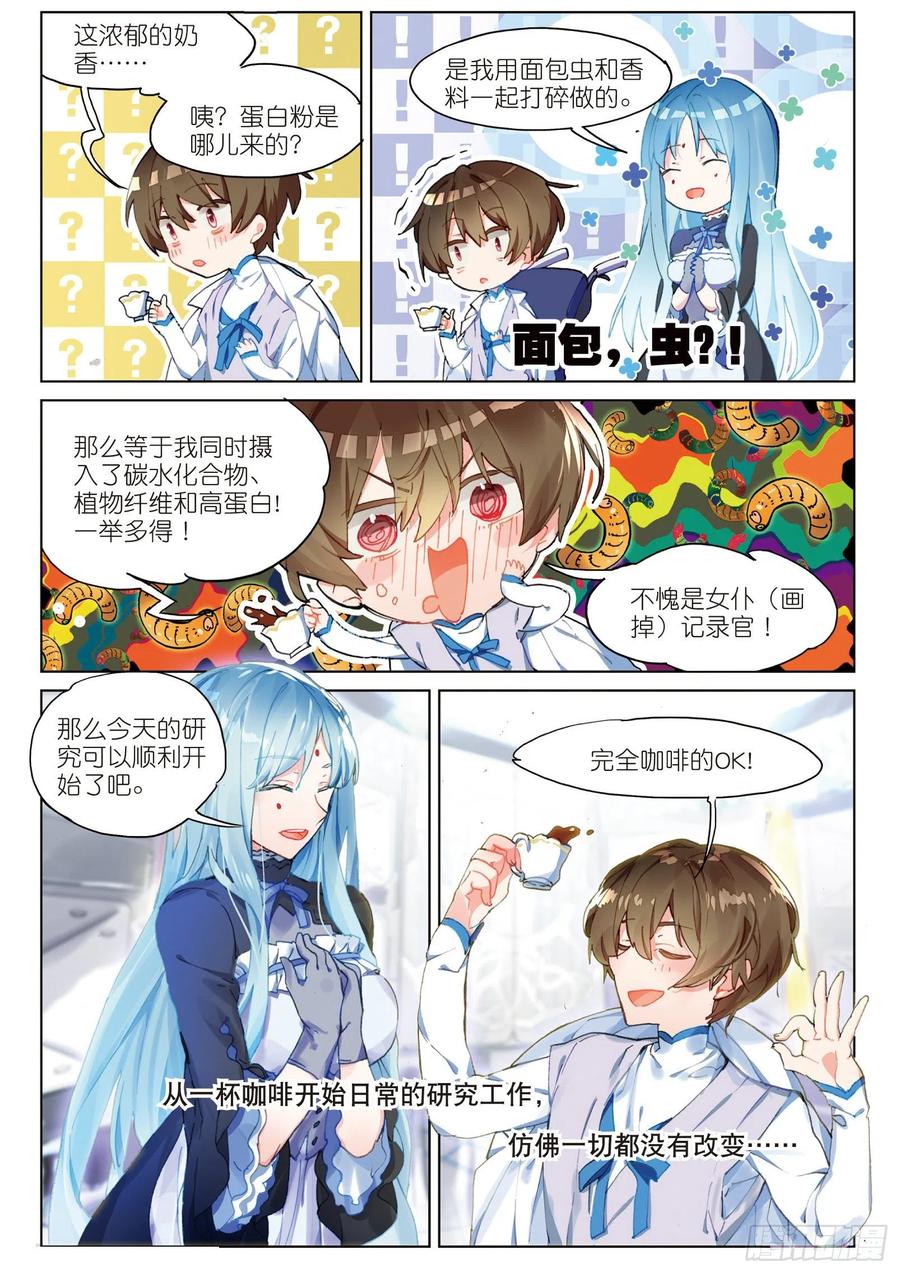 这浓郁的奶
香······
咦？蛋白粉是
哪儿来的？
是我用面包虫和香
料一起打碎做的。
面包，虫？！
那么等于我同时摄
入了碳水化合物、
植物纤维和高蛋白！
一举多得！
不愧是女仆（画
掉）记录官！
那么今天的研
究可以顺利开
始了吧。
完全咖啡的OK!
从一杯咖啡开始日常的研究工作，
仿佛一切都没有改变······
腾讯动漫